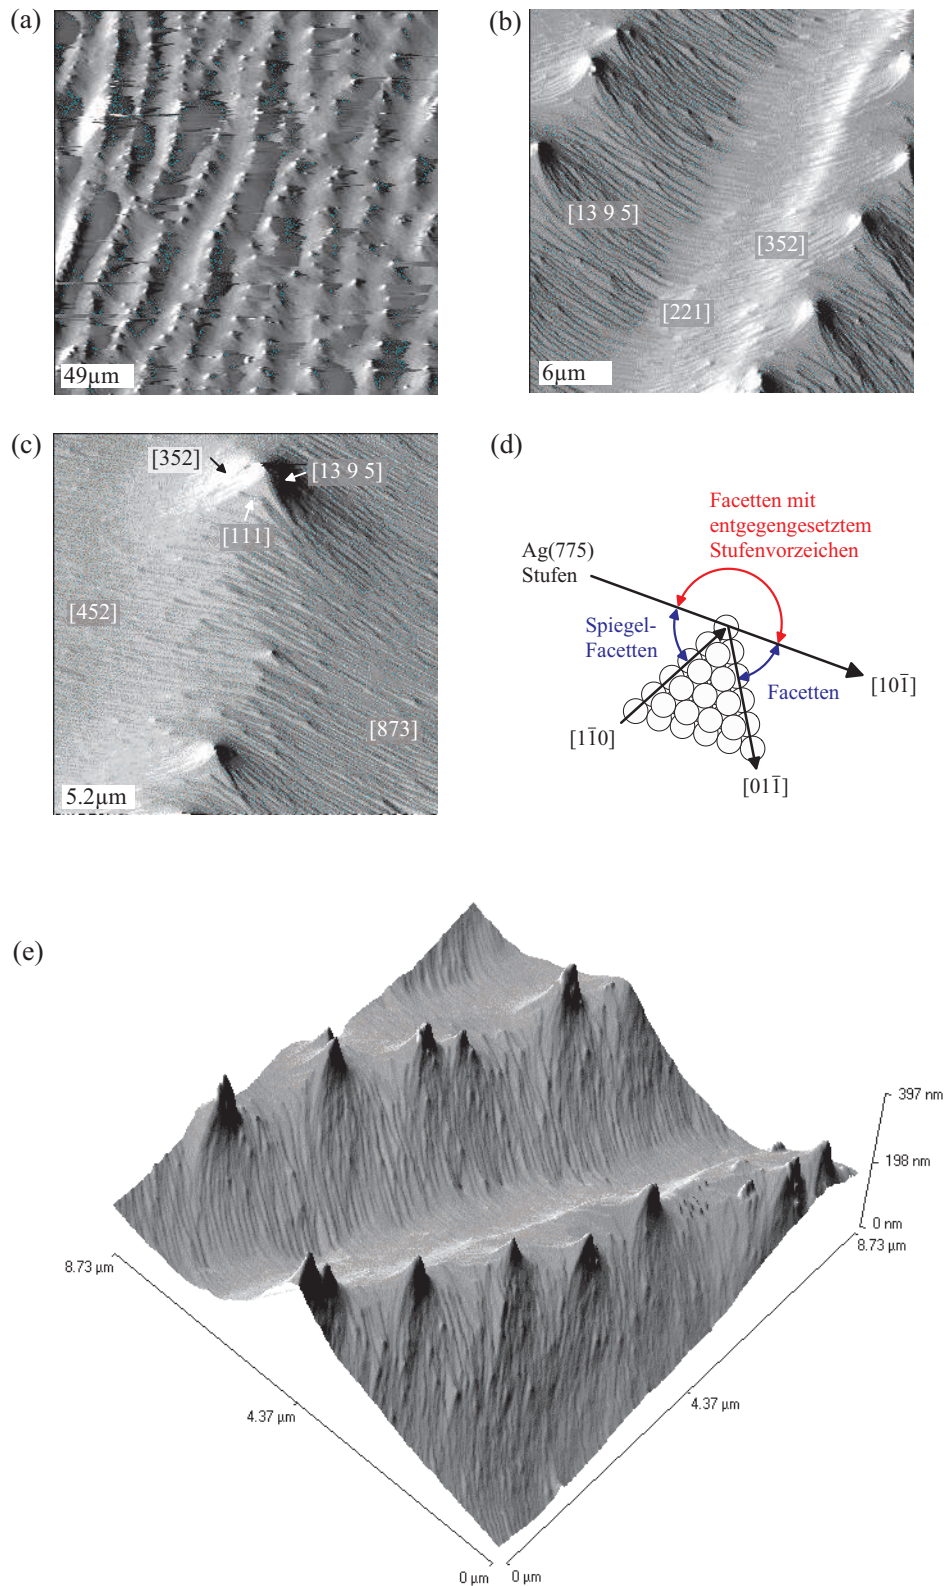 (a)
49µm
(b)
[13 9 5]
[352]
[221]
6µm
(c)
[352]
[13 9 5]
[111]
[452]
[873]
5.2µm
(d)
Facetten mit
entgegengesetztem
Stufenvorzeichen
Ag(775)
Stufen
Spiegel-
Facetten
Facetten
[101̅]
[11̅0]
[011̅]
(e)
397 nm
198 nm
0 nm
8.73 µm
8.73 µm
4.37 µm
4.37 µm
0 µm
0 µm